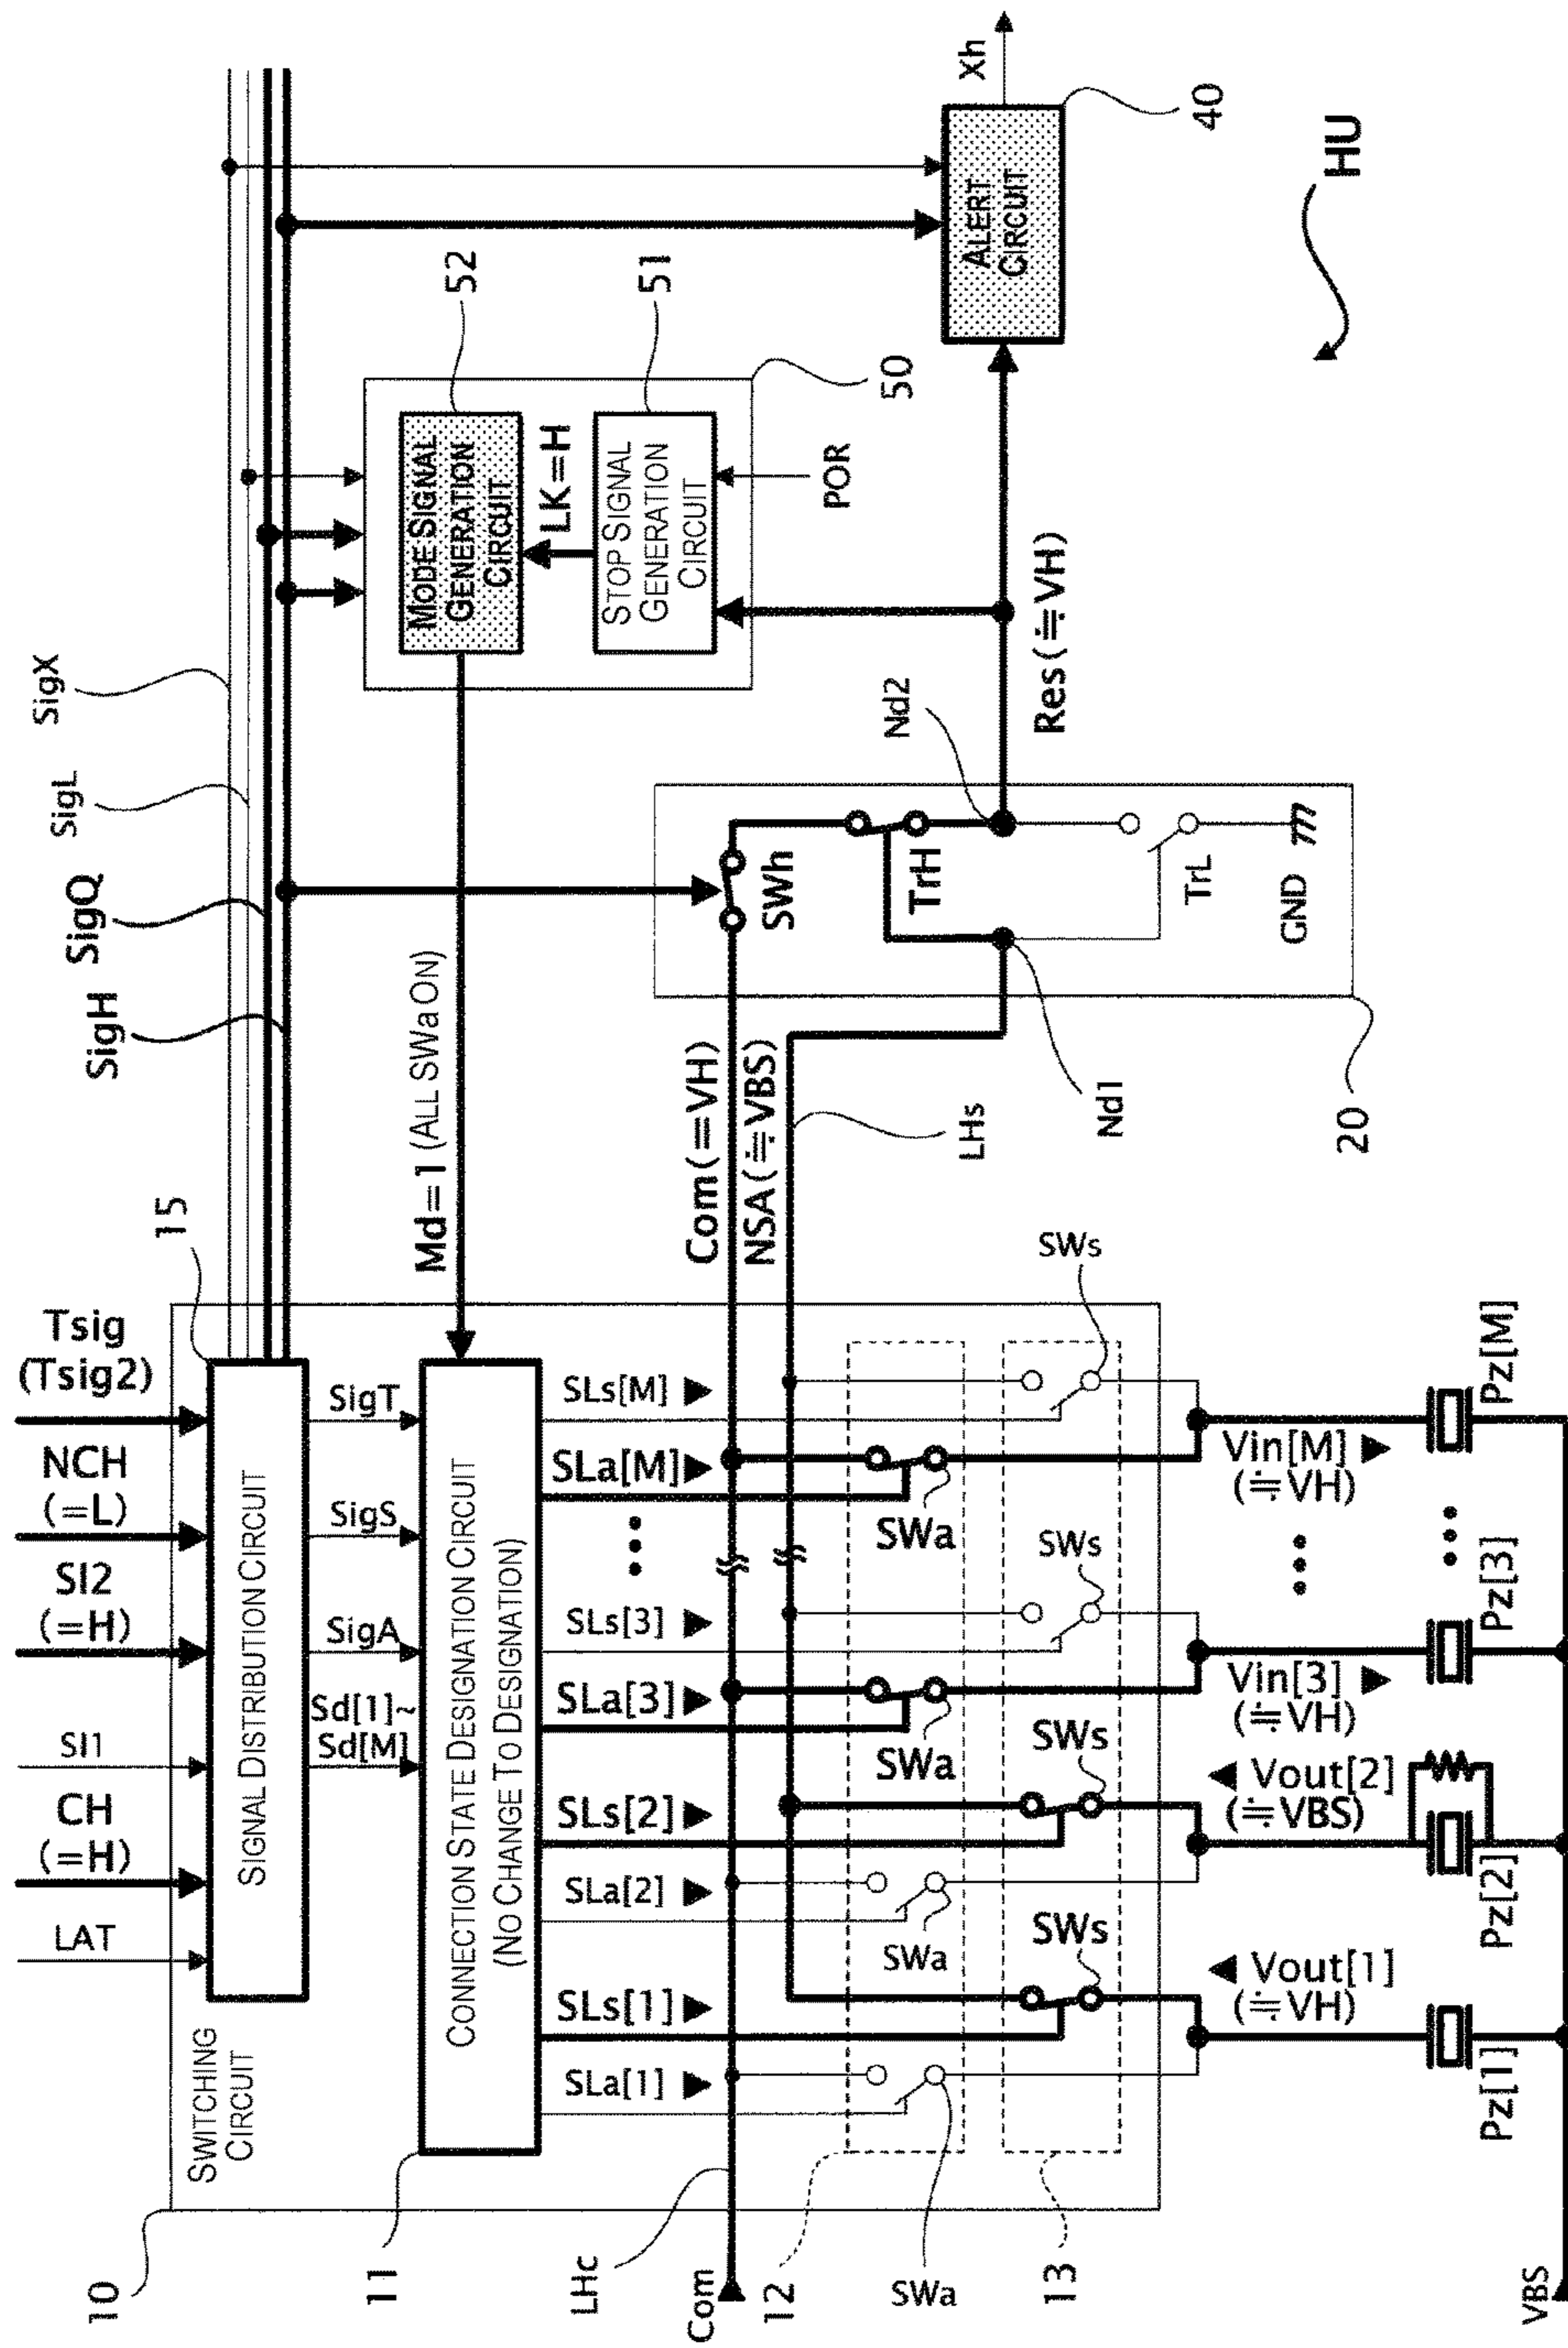 Tsig
(Tsig2)
NCH
(=L)
SI2
(=H)
SI1
CH
(=H)
LAT
15
SigH
SigQ
SigL
SigX
SIGNAL DISTRIBUTION CIRCUIT
SWITCHING
CIRCUIT
10
SigT
SigS
SigA
Sd[1]~
Sd[M]
11
CONNECTION STATE DESIGNATION CIRCUIT
(NO CHANGE TO DESIGNATION)
Md=1 (ALL SWa ON)
MODE SIGNAL
GENERATION
CIRCUIT
52
LK=H
STOP SIGNAL
GENERATION
CIRCUIT
51
50
POR
SLs[M] ▼
SLa[M] ▼
SLs[3] ▼
SLa[3] ▼
SLs[2] ▼
SLa[2] ▼
SLs[1] ▼
SLa[1] ▼
LHc
Com
Com(=VH)
NSA(≒VBS)
LHs
12
13
SWa
SWa
SWa
SWa
SWs
SWs
SWs
SWs
SWh
TrH
TrL
GND
Nd1
Nd2
20
Res(≒VH)
ALERT
CIRCUIT
40
Xh
HU
Vin[M] ▼
(≒VH)
Vin[3] ▼
(≒VH)
▲ Vout[2]
(≒VBS)
▲ Vout[1]
(≒VH)
Pz[M]
Pz[3]
Pz[2]
Pz[1]
VBS